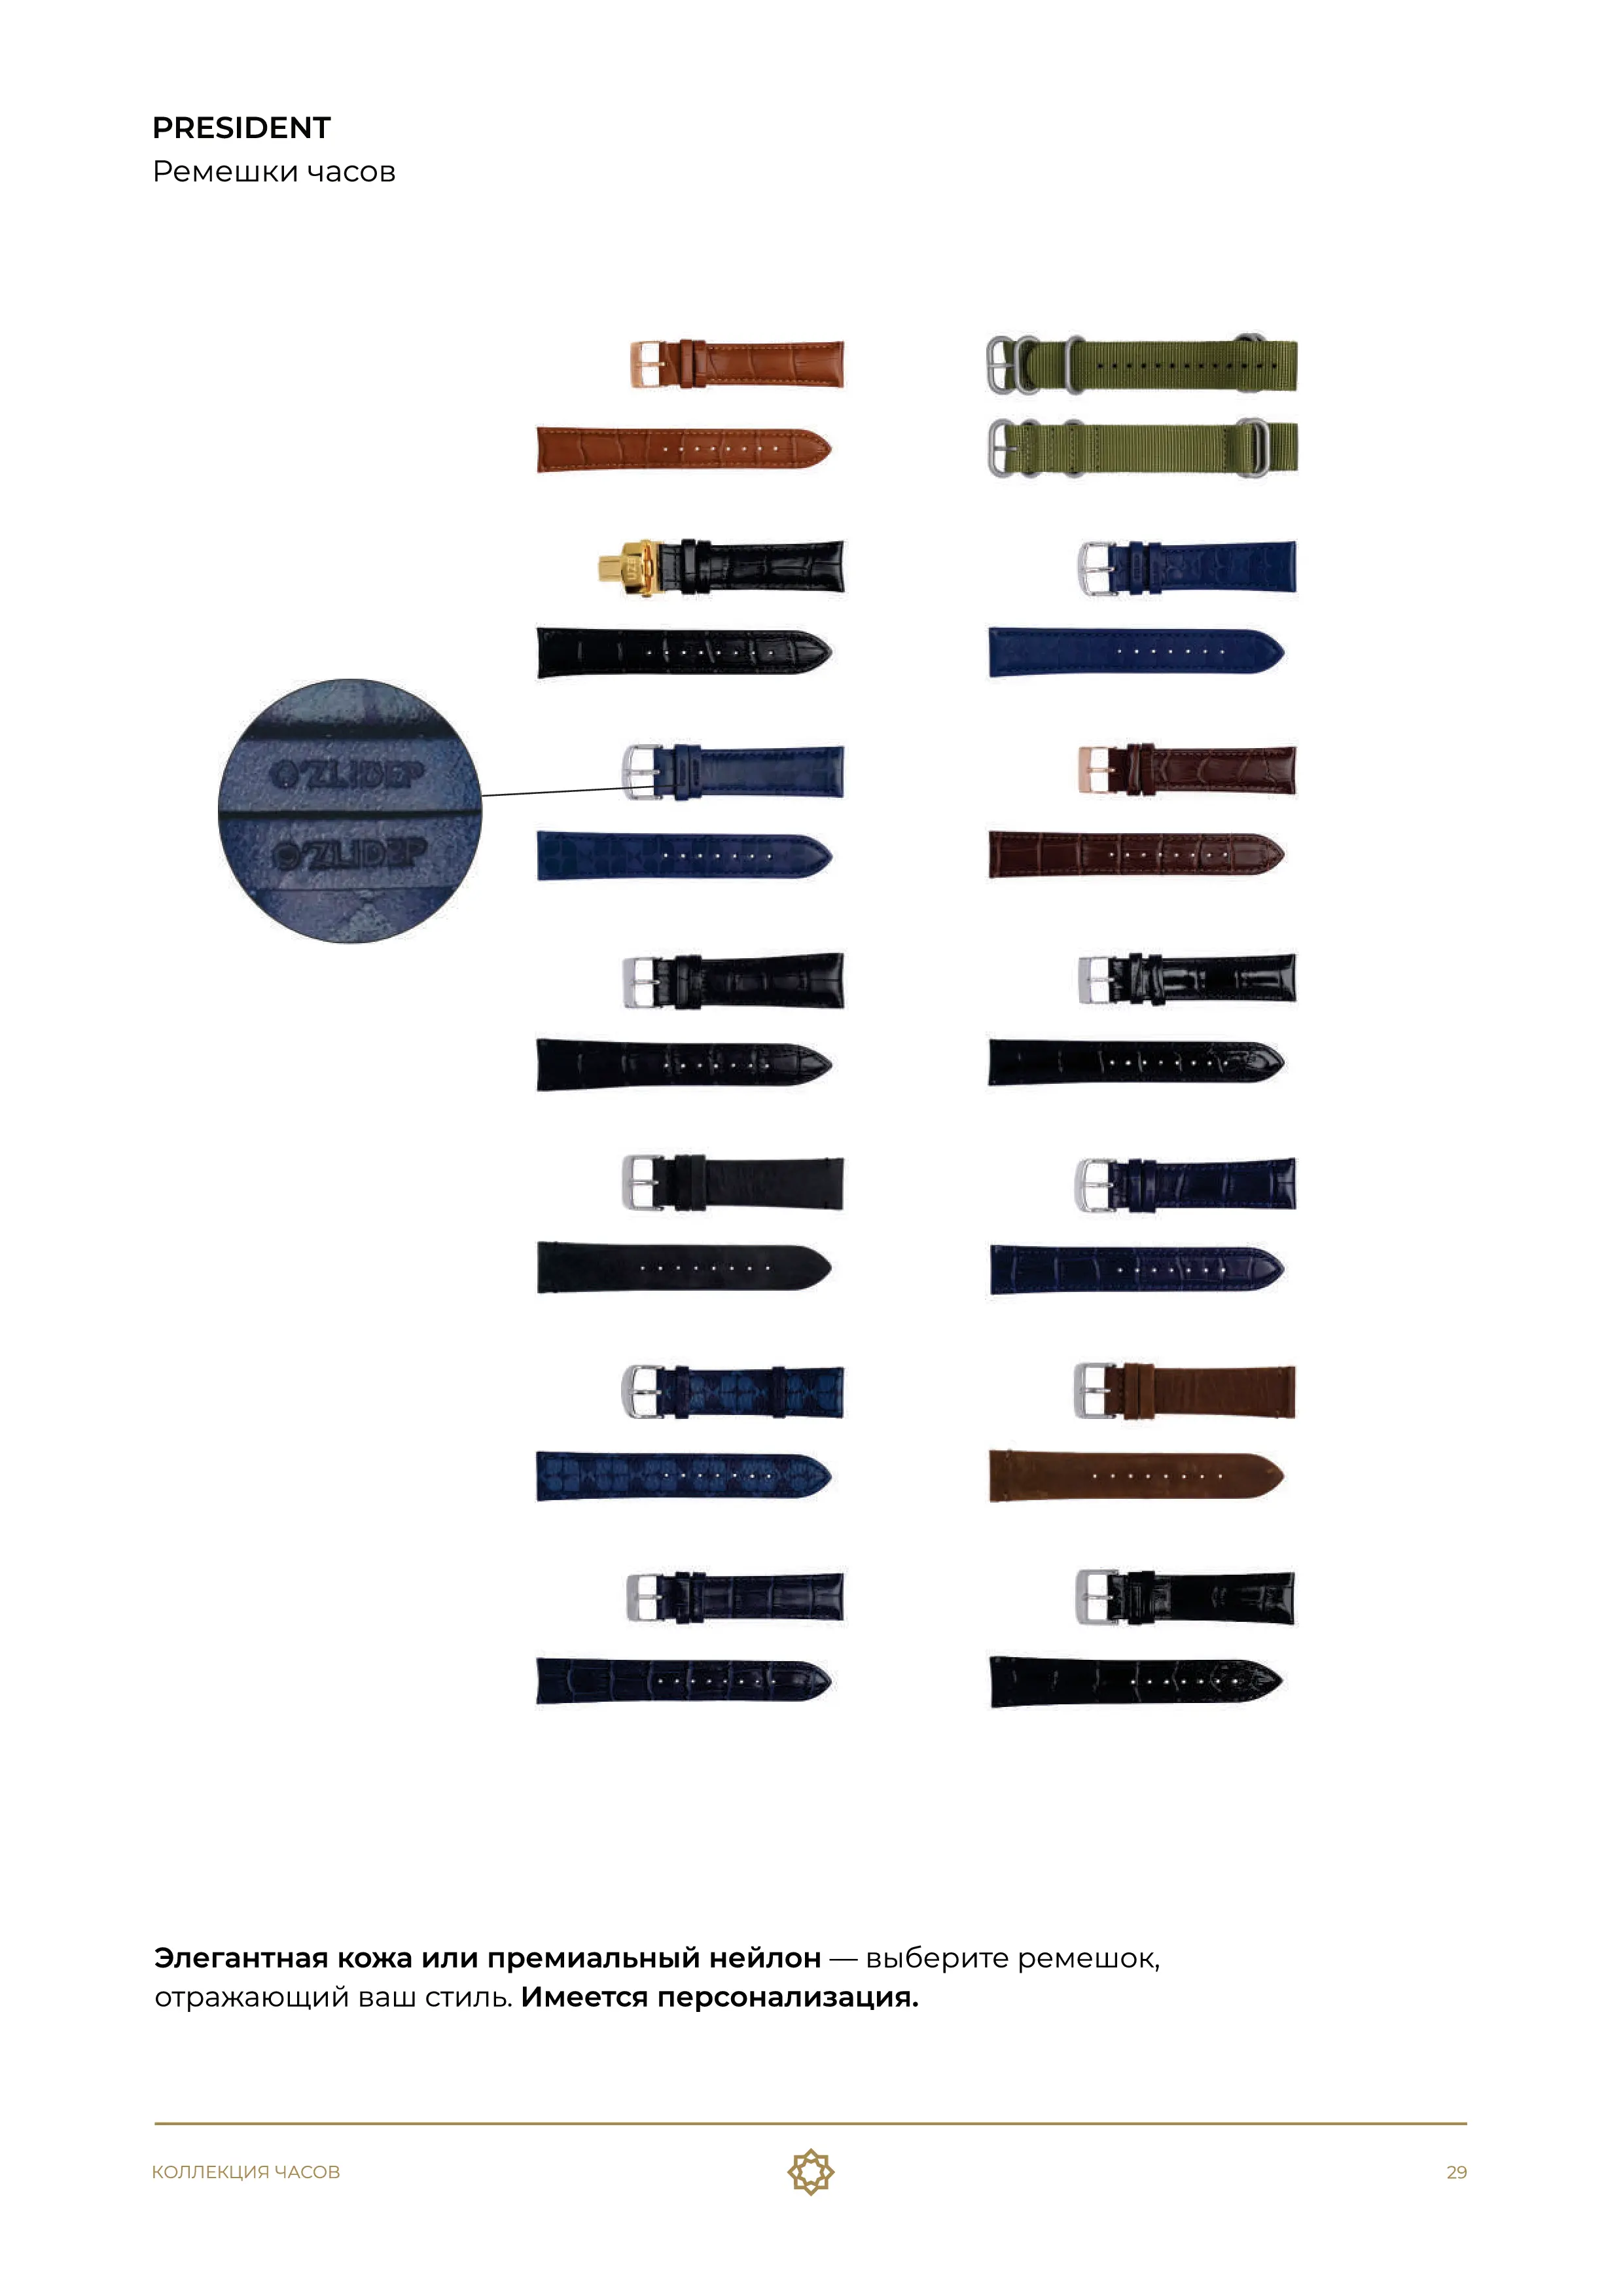 PRESIDENT
Ремешки часов
O'ZLIDEP
O'ZLIDEP
Элегантная кожа или премиальный нейлон — выберите ремешок,
отражающий ваш стиль. Имеется персонализация.
КОЛЛЕКЦИЯ ЧАСОВ
29